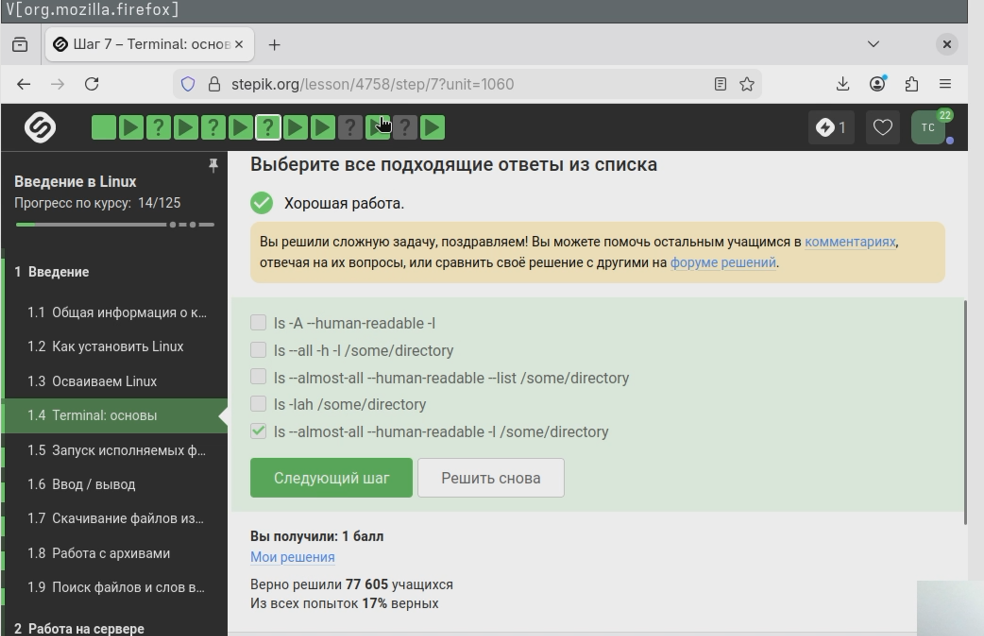 V[org.mozilla.firefox]
Шаг 7 – Terminal: основ
stepik.org/lesson/4758/step/7?unit=1060
? ? ? ? ?
1
TC
22
Введение в Linux
Прогресс по курсу: 14/125
1 Введение
1.1 Общая информация о к...
1.2 Как установить Linux
1.3 Осваиваем Linux
1.4 Terminal: основы
1.5 Запуск исполняемых ф...
1.6 Ввод / вывод
1.7 Скачивание файлов из...
1.8 Работа с архивами
1.9 Поиск файлов и слов в...
2 Работа на сервере
Выберите все подходящие ответы из списка
Хорошая работа.
Вы решили сложную задачу, поздравляем! Вы можете помочь остальным учащимся в комментариях,
отвечая на их вопросы, или сравнить своё решение с другими на форуме решений.
ls -A --human-readable -l
ls --all -h -l /some/directory
ls --almost-all --human-readable --list /some/directory
ls -lah /some/directory
ls --almost-all --human-readable -l /some/directory
Следующий шаг
Решить снова
Вы получили: 1 балл
Мои решения
Верно решили 77 605 учащихся
Из всех попыток 17% верных